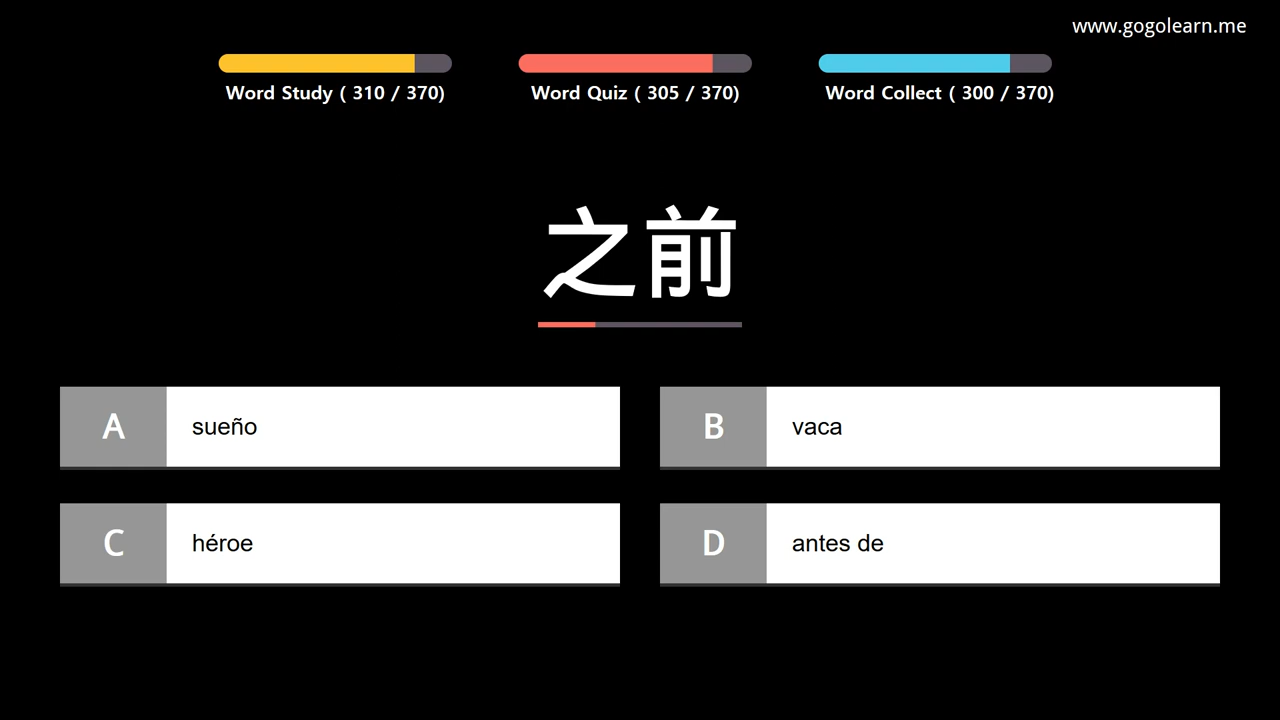 www.gogolearn.me
Word Study ( 310 / 370)
Word Quiz ( 305 / 370)
Word Collect ( 300 / 370)
之前
A sueño
B vaca
C héroe
D antes de